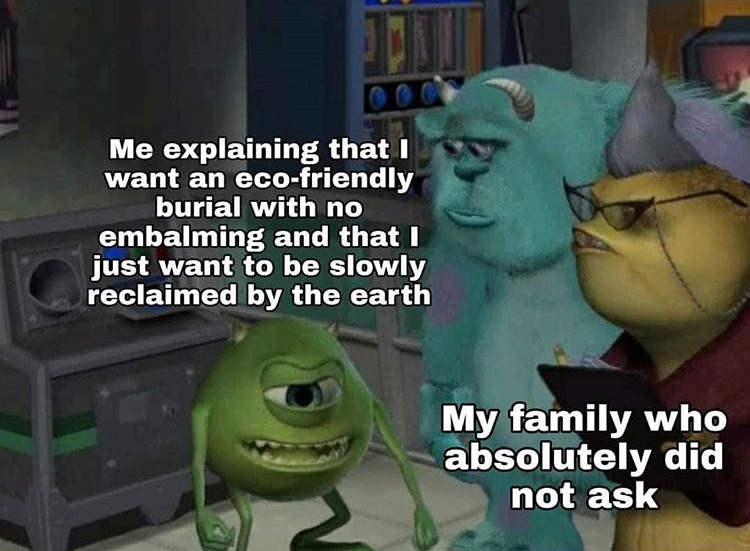 Me explaining that I
want an eco-friendly
burial with no
embalming and that I
just want to be slowly
reclaimed by the earth
My family who
absolutely did
not ask